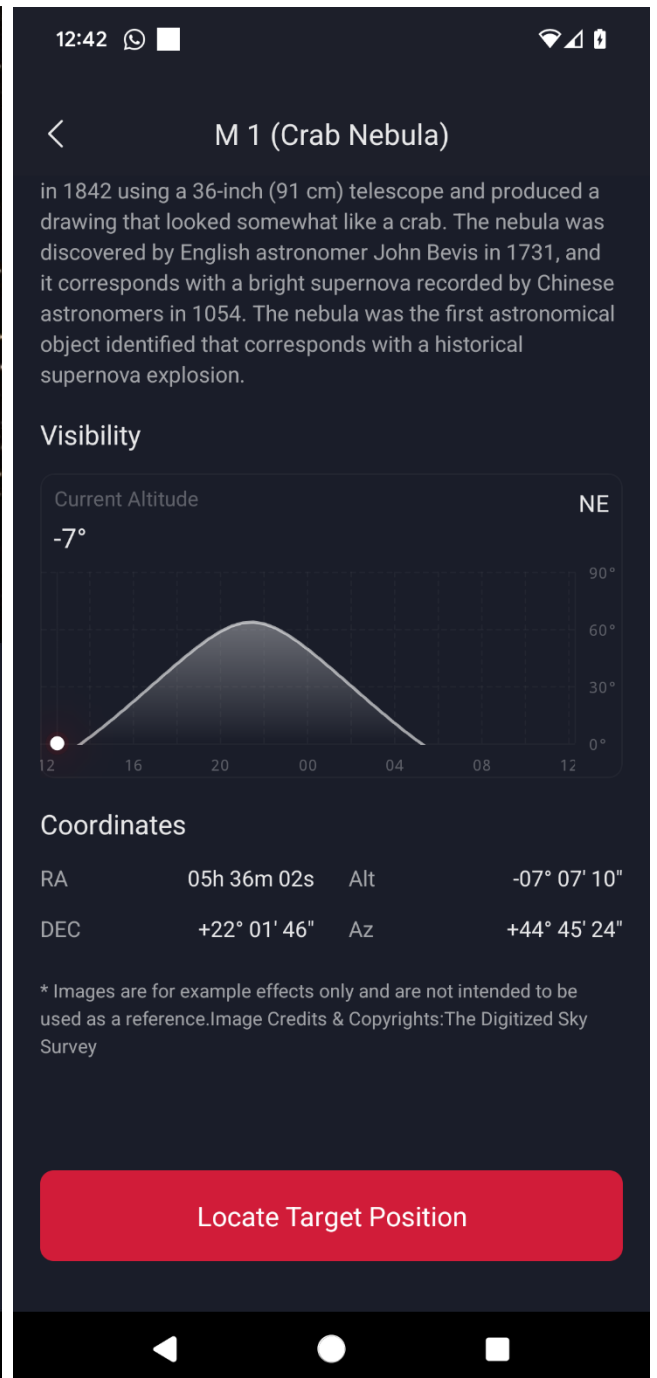 12:42
M 1 (Crab Nebula)
in 1842 using a 36-inch (91 cm) telescope and produced a
drawing that looked somewhat like a crab. The nebula was
discovered by English astronomer John Bevis in 1731, and
it corresponds with a bright supernova recorded by Chinese
astronomers in 1054. The nebula was the first astronomical
object identified that corresponds with a historical
supernova explosion.
Visibility
Current Altitude NE
-7°
90°
60°
30°
0°
12 16 20 00 04 08 12
Coordinates
RA 05h 36m 02s Alt -07° 07' 10"
DEC +22° 01' 46" Az +44° 45' 24"
* Images are for example effects only and are not intended to be
used as a reference.Image Credits & Copyrights:The Digitized Sky
Survey
Locate Target Position